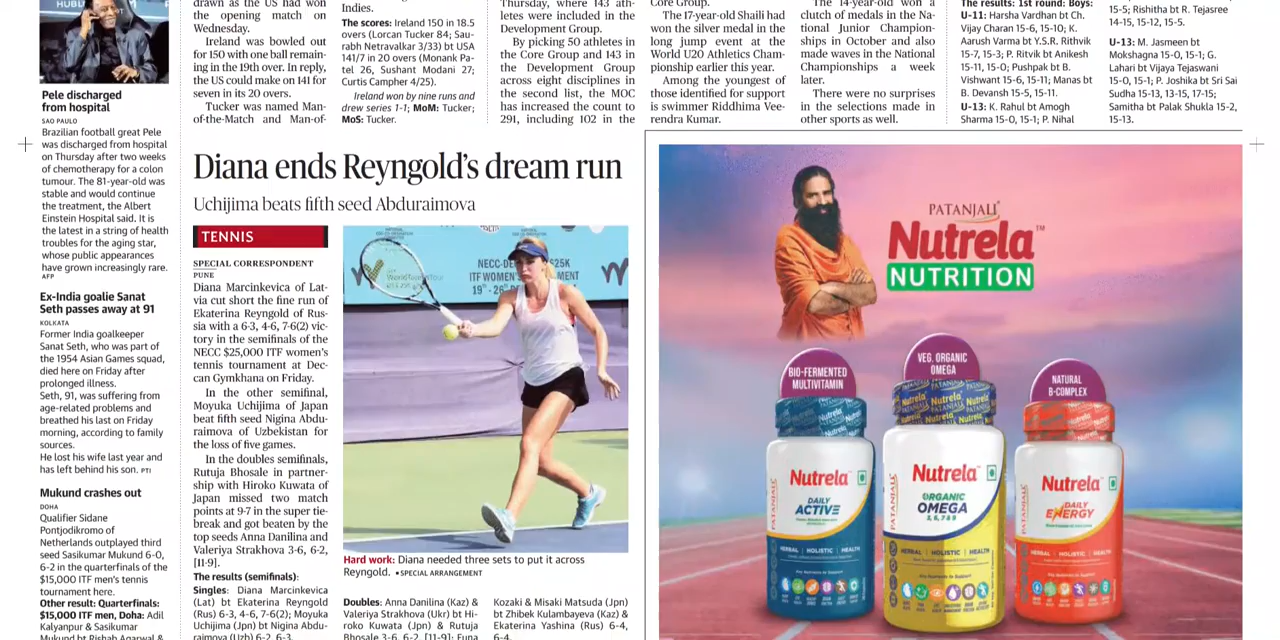 HUBL
Pele discharged
from hospital
SAO PAULO
Brazilian football great Pele
was discharged from hospital
on Thursday after two weeks
of chemotherapy for a colon
tumour. The 81-year-old was
stable and would continue
the treatment, the Albert
Einstein Hospital said. It is
the latest in a string of health
troubles for the aging star,
whose public appearances
have grown increasingly rare.
AFP
Ex-India goalie Sanat
Seth passes away at 91
KOLKATA
Former India goalkeeper
Sanat Seth, who was part of
the 1954 Asian Games squad,
died here on Friday after
prolonged illness.
Seth, 91, was suffering from
age-related problems and
breathed his last on Friday
morning, according to family
sources.
He lost his wife last year and
has left behind his son. PTI
Mukund crashes out
DOHA
Qualifier Sidane
Pontjodikromo of
Netherlands outplayed third
seed Sasikumar Mukund 6-0,
6-2 in the quarterfinals of the
$15,000 ITF men's tennis
tournament here.
Other result: Quarterfinals:
$15,000 ITF men, Doha: Adil
Kalyanpur & Sasikumar
Mukund bt Rishab Agarwal &
drawn as the US had won
the opening match on
Wednesday.
Ireland was bowled out
for 150 with one ball remain-
ing in the 19th over. In reply,
the US could make on 141 for
seven in its 20 overs.
Tucker was named Man-
of-the-Match and Man-of-
Indies.
The scores: Ireland 150 in 18.5
overs (Lorcan Tucker 84; Sau-
rabh Netravalkar 3/33) bt USA
141/7 in 20 overs (Monank Pa-
tel 26, Sushant Modani 27;
Curtis Campher 4/25).
Ireland won by nine runs and
drew series 1-1; MoM: Tucker;
MoS: Tucker.
Thursday, where 143 ath-
letes were included in the
Development Group.
By picking 50 athletes in
the Core Group and 143 in
the Development Group
across eight disciplines in
the second list, the MOC
has increased the count to
291, including 102 in the
Core Group.
The 17-year-old Shaili had
won the silver medal in the
long jump event at the
World U20 Athletics Cham-
pionship earlier this year.
Among the youngest of
those identified for support
is swimmer Riddhima Vee-
rendra Kumar.
The 14-year-old won a
clutch of medals in the Na-
tional Junior Champion-
ships in October and also
made waves in the National
Championships a week
later.
There were no surprises
in the selections made in
other sports as well.
The results: 1st round: Boys:
U-11: Harsha Vardhan bt Ch.
Vijay Charan 15-6, 15-10; K.
Aarush Varma bt Y.S.R. Rithvik
15-7, 15-3; P. Ritvik bt Anikesh
15-11, 15-0; Pushpak bt B.
Vishwant 15-6, 15-11; Manas bt
B. Devansh 15-5, 15-11.
U-13: K. Rahul bt Amogh
Sharma 15-0, 15-1; P. Nihal
15-5; Rishitha bt R. Tejasree
14-15, 15-12, 15-5.
U-13: M. Jasmeen bt
Mokshagna 15-0, 15-1; G.
Lahari bt Vijaya Tejaswani
15-0, 15-1; P. Joshika bt Sri Sai
Sudha 15-13, 13-15, 17-15;
Samitha bt Palak Shukla 15-2,
15-13.
Diana ends Reyngold's dream run
Uchijima beats fifth seed Abduraimova
TENNIS
SPECIAL CORRESPONDENT
PUNE
Diana Marcinkevica of Lat-
via cut short the fine run of
Ekaterina Reyngold of Rus-
sia with a 6-3, 4-6, 7-6(2) vic-
tory in the semifinals of the
NECC $25,000 ITF women's
tennis tournament at Dec-
can Gymkhana on Friday.
In the other semifinal,
Moyuka Uchijima of Japan
beat fifth seed Nigina Abdu-
raimova of Uzbekistan for
the loss of five games.
In the doubles semifinals,
Rutuja Bhosale in partner-
ship with Hiroko Kuwata of
Japan missed two match
points at 9-7 in the super tie-
break and got beaten by the
top seeds Anna Danilina and
Valeriya Strakhova 3-6, 6-2,
[11-9].
The results (semifinals):
Singles: Diana Marcinkevica
(Lat) bt Ekaterina Reyngold
(Rus) 6-3, 4-6, 7-6(2); Moyuka
Uchijima (Jpn) bt Nigina Abdu-
raimova (Uzb) 6-2, 6-3.
NECC-DE
$25K
ITF WOMEN'
MENT
19th - 26th D
Hard work: Diana needed three sets to put it across
Reyngold. •SPECIAL ARRANGEMENT
Doubles: Anna Danilina (Kaz) &
Valeriya Strakhova (Ukr) bt Hi-
roko Kuwata (Jpn) & Rutuja
Bhosale 3-6, 6-2, [11-9]; Funa
Kozaki & Misaki Matsuda (Jpn)
bt Zhibek Kulambayeva (Kaz) &
Ekaterina Yashina (Rus) 6-4,
6-4.
PATANJALI
Nutrela™
NUTRITION
BIO-FERMENTED
MULTIVITAMIN
VEG. ORGANIC
OMEGA
NATURAL
B-COMPLEX
PATANJALI
Nutrela
DAILY
ACTIVE
HERBAL | HOLISTIC | HEALTH
PATANJALI
Nutrela
ORGANIC
OMEGA
3, 6, 7 & 9
HERBAL | HOLISTIC | HEALTH
PATANJALI
Nutrela
DAILY
ENERGY
HERBAL | HOLISTIC | HEALTH